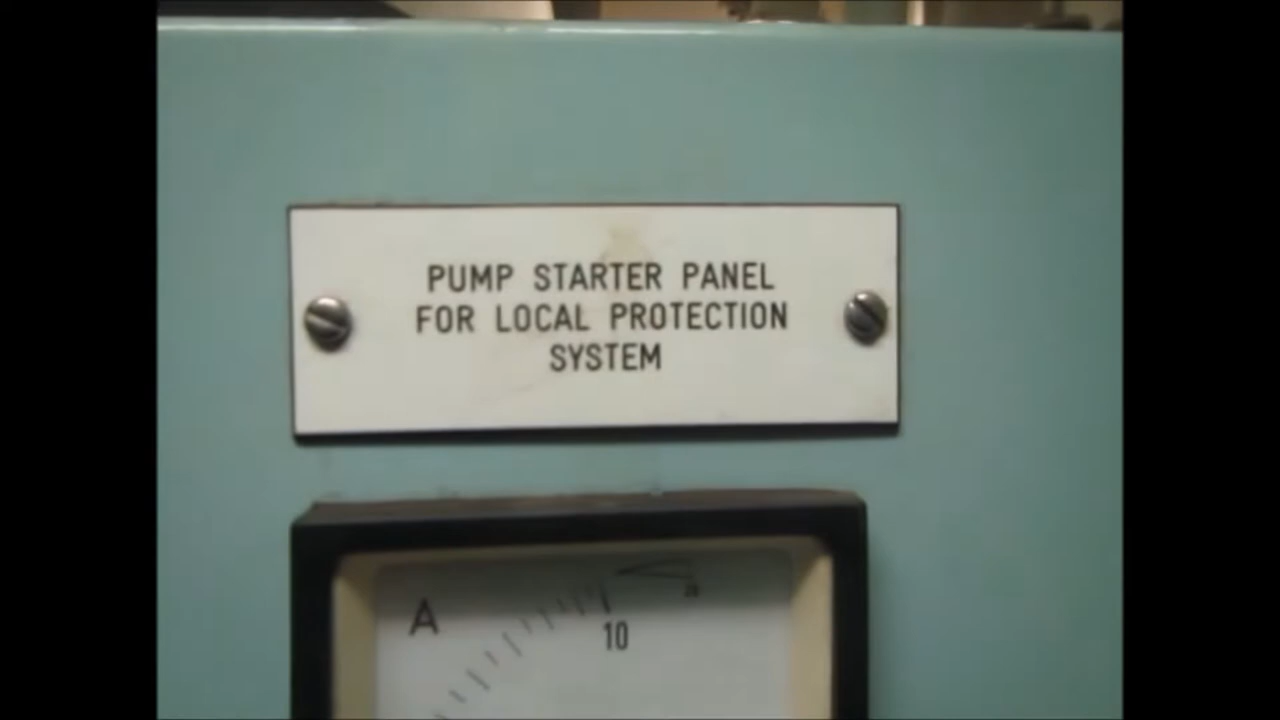 PUMP STARTER PANEL
FOR LOCAL PROTECTION
SYSTEM
A
10